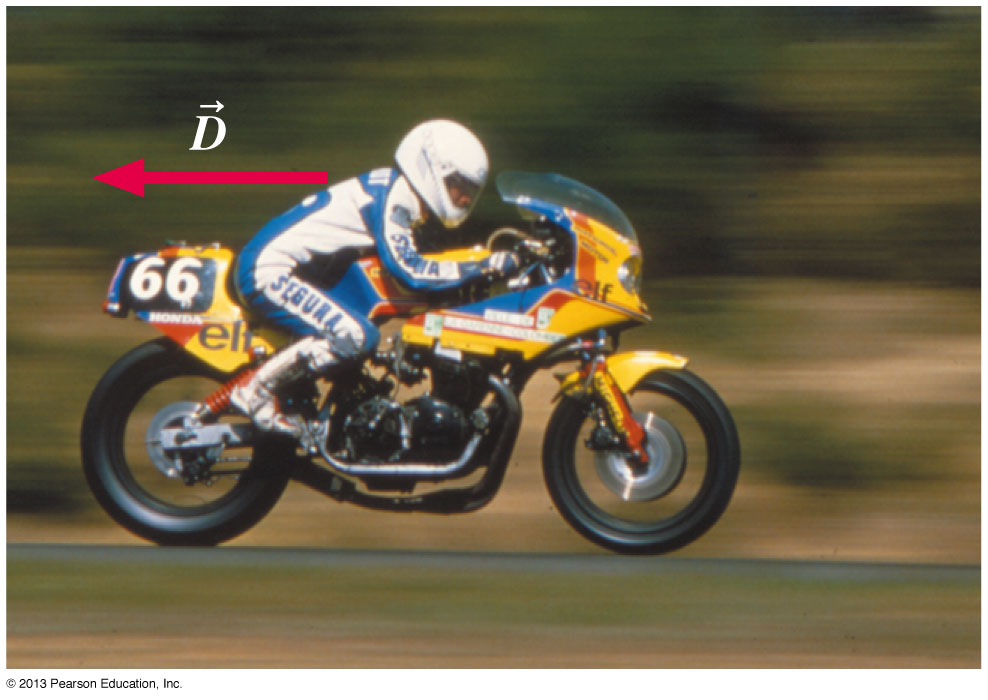 D
SEGURA
elf
66
HONDA
elf
SEGURA
© 2013 Pearson Education, Inc.